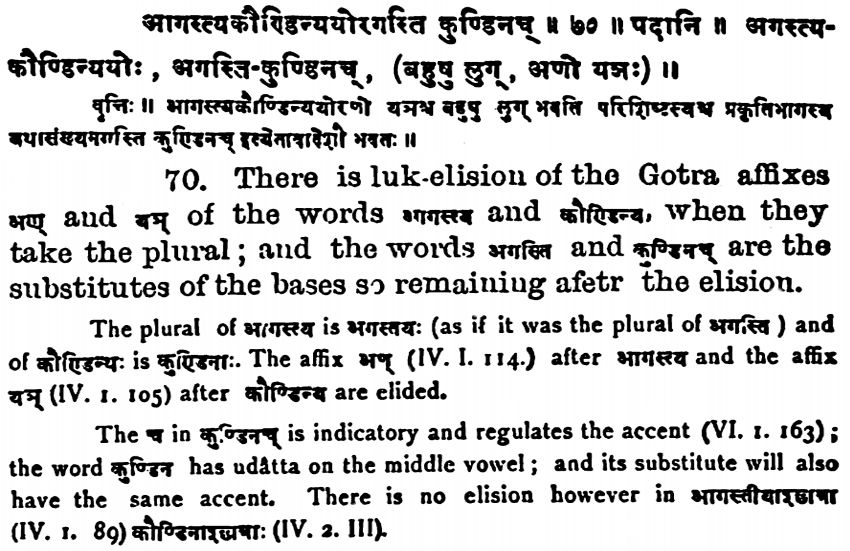 आगस्त्यकौण्डिन्ययोरगस्ति कुण्डिनच् ॥ ७० ॥ पदानि ॥ अगस्त्य-
कौण्डिन्ययोः, अगस्ति-कुण्डिनच्, (बहुषु लुग्, अणो यञः) ॥
वृत्तिः ॥ आगस्त्यकौण्डिन्ययोरणो यञश्च बहुषु लुग् भवति परिशिष्टस्यच प्रकृतिभागस्य
यथासंख्यमगस्ति कुण्डिनच् इत्येतावादेशौ भवतः ॥
70. There is luk-elision of the Gotra affixes
अण् and यञ् of the words आगस्त्य and कौण्डिन्य, when they
take the plural; and the words अगस्ति and कुण्डिनच् are the
substitutes of the bases so remaining afetr the elision.
The plural of आगस्त्य is अगस्तयः (as if it was the plural of अगस्ति) and
of कौण्डिन्यः is कुण्डिनाः. The affix अण् (IV. I. 114.) after आगस्त्य and the affix
यञ् (IV. 1. 105) after कौण्डिन्य are elided.
The च in कुण्डिनच् is indicatory and regulates the accent (VI. 1. 163);
the word कुण्डिन has udâtta on the middle vowel; and its substitute will also
have the same accent. There is no elision however in आगस्तीयाश्छात्रा
(IV. 1. 89) कौण्डिनाश्छात्राः (IV. 2. III).